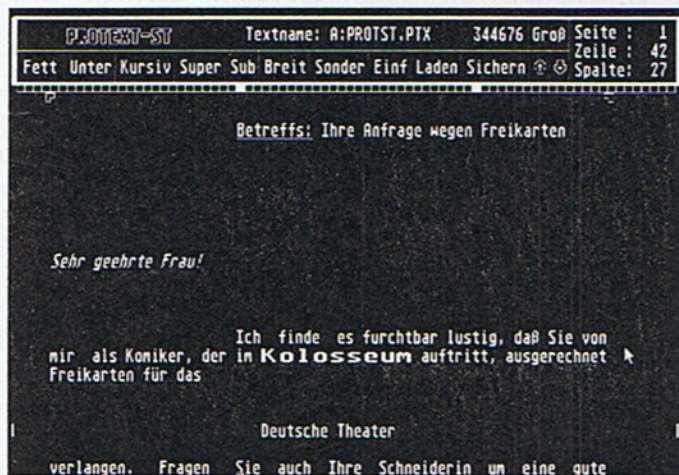 PROTEXT-ST Textname: A:PROTST.PTX 344676 Groß Seite : 1
Zeile : 42
Fett Unter Kursiv Super Sub Breit Sonder Einf Laden Sichern Spalte: 27
Betreffs: Ihre Anfrage wegen Freikarten
Sehr geehrte Frau!
Ich finde es furchtbar lustig, daß Sie von
mir als Komiker, der im Kolosseum auftritt, ausgerechnet
Freikarten für das
Deutsche Theater
verlangen. Fragen Sie auch Ihre Schneiderin um eine gute